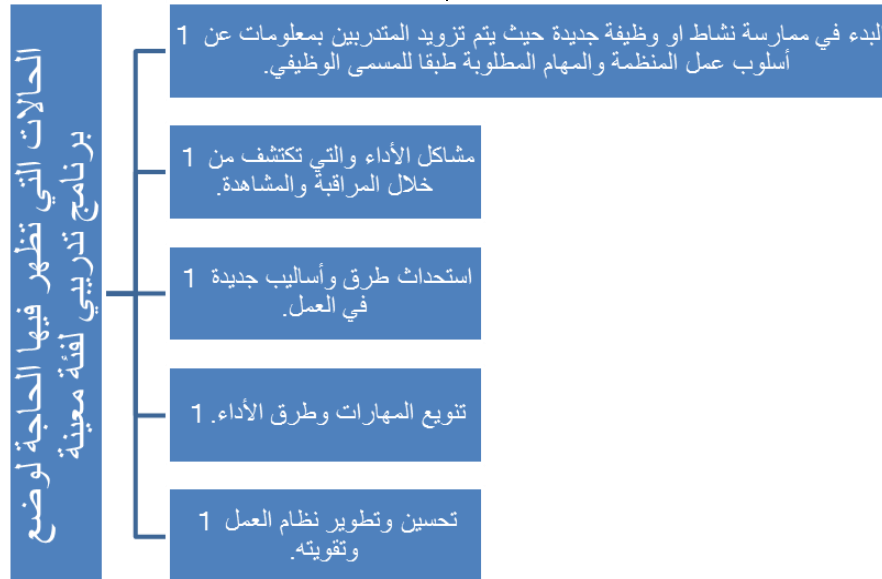 الحالات التي تظهر فيها الحاجة لوضع
برنامج تدريبي لفئة معينة
1 البدء في ممارسة نشاط او وظيفة جديدة حيث يتم تزويد المتدربين بمعلومات عن
أسلوب عمل المنظمة والمهام المطلوبة طبقا للمسمى الوظيفي.
1 مشاكل الأداء والتي تكتشف من
خلال المراقبة والمشاهدة.
1 استحداث طرق وأساليب جديدة
في العمل.
1 تنويع المهارات وطرق الأداء.
1 تحسين وتطوير نظام العمل
وتقويته.